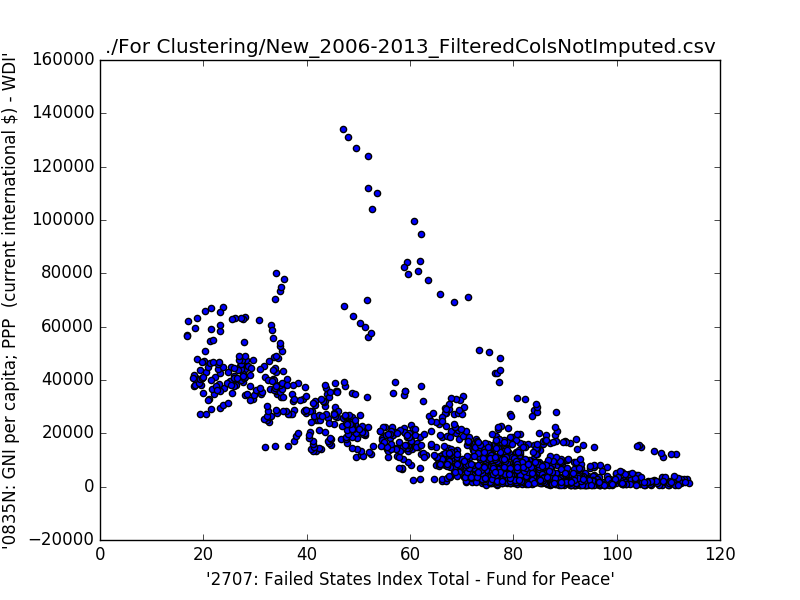 ./For Clustering/New_2006-2013_FilteredColsNotImputed.csv
160000
140000
120000
100000
80000
60000
40000
20000
0
−20000
0 20 40 60 80 100 120
'2707: Failed States Index Total - Fund for Peace'
'0835N: GNI per capita; PPP  (current international $) - WDI'